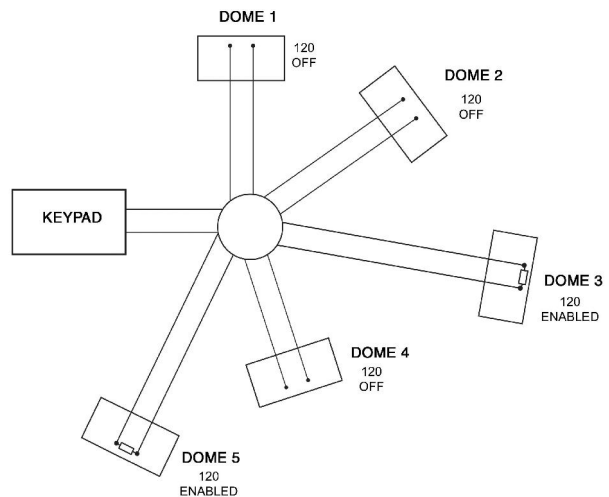 DOME 1
120
OFF
DOME 2
120
OFF
KEYPAD
DOME 3
120
ENABLED
DOME 4
120
OFF
DOME 5
120
ENABLED